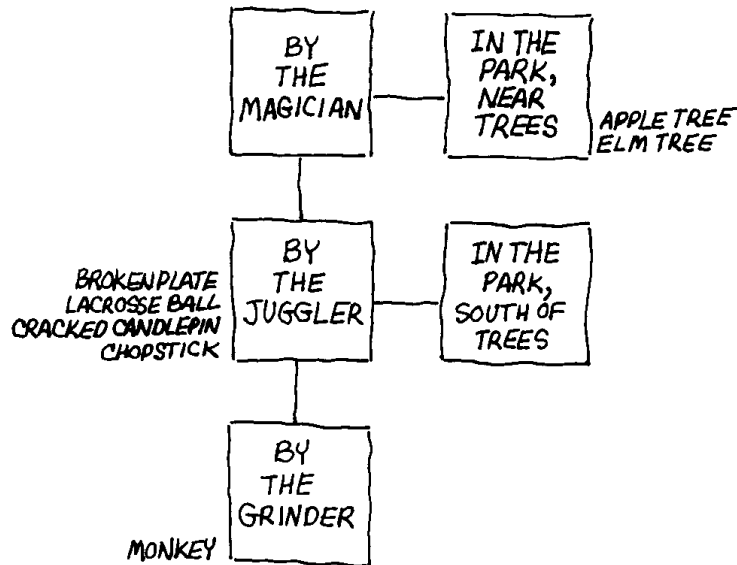 BY
THE
MAGICIAN
IN THE
PARK,
NEAR
TREES
APPLE TREE
ELM TREE
BY
THE
JUGGLER
IN THE
PARK,
SOUTH OF
TREES
BROKEN PLATE
LACROSSE BALL
CRACKED CANDLEPIN
CHOPSTICK
BY
THE
GRINDER
MONKEY